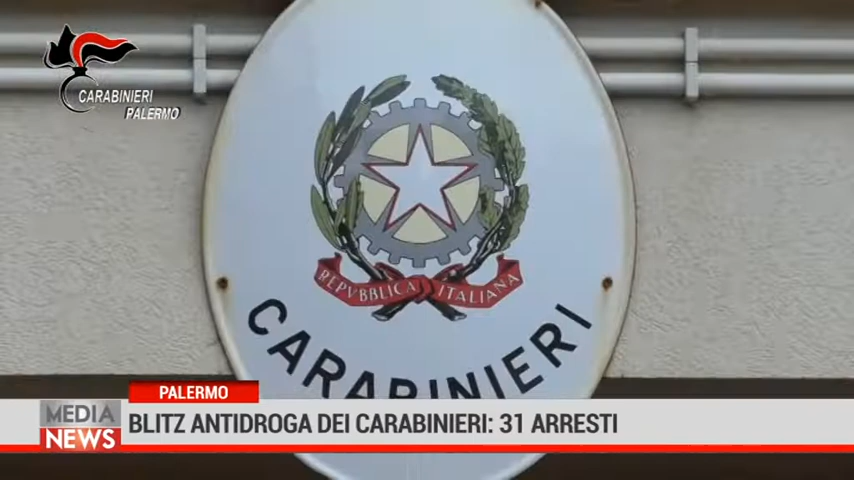 CARABINIERI
PALERMO
REPVBBLICA ITALIANA
CARABINIERI
PALERMO
MEDIA
NEWS
BLITZ ANTIDROGA DEI CARABINIERI: 31 ARRESTI